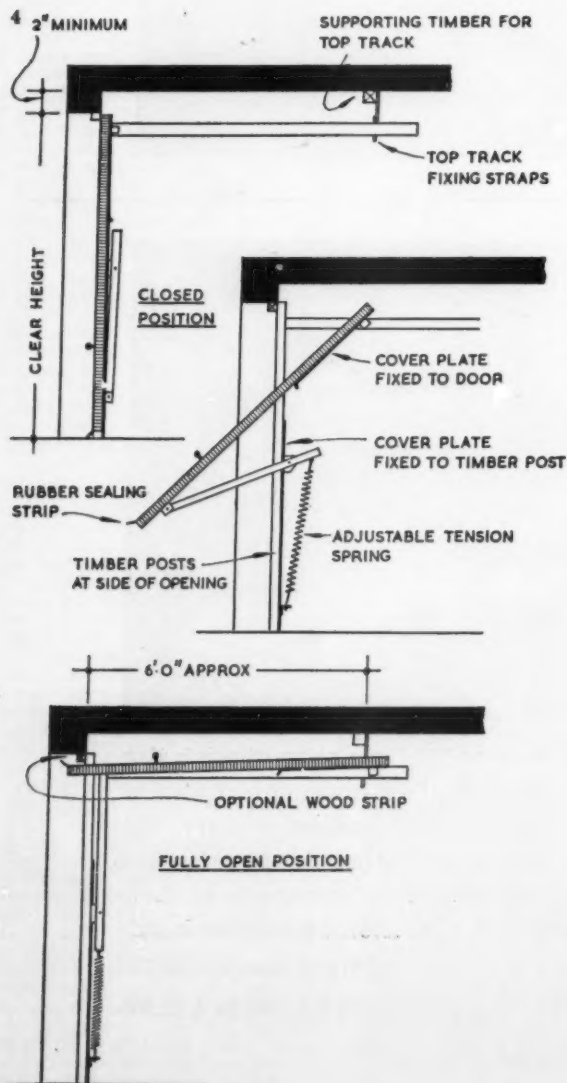 4
2" MINIMUM
SUPPORTING TIMBER FOR
TOP TRACK
TOP TRACK
FIXING STRAPS
CLEAR HEIGHT
CLOSED
POSITION
COVER PLATE
FIXED TO DOOR
COVER PLATE
FIXED TO TIMBER POST
RUBBER SEALING
STRIP
ADJUSTABLE TENSION
SPRING
TIMBER POSTS
AT SIDE OF OPENING
6'.0" APPROX
OPTIONAL WOOD STRIP
FULLY OPEN POSITION